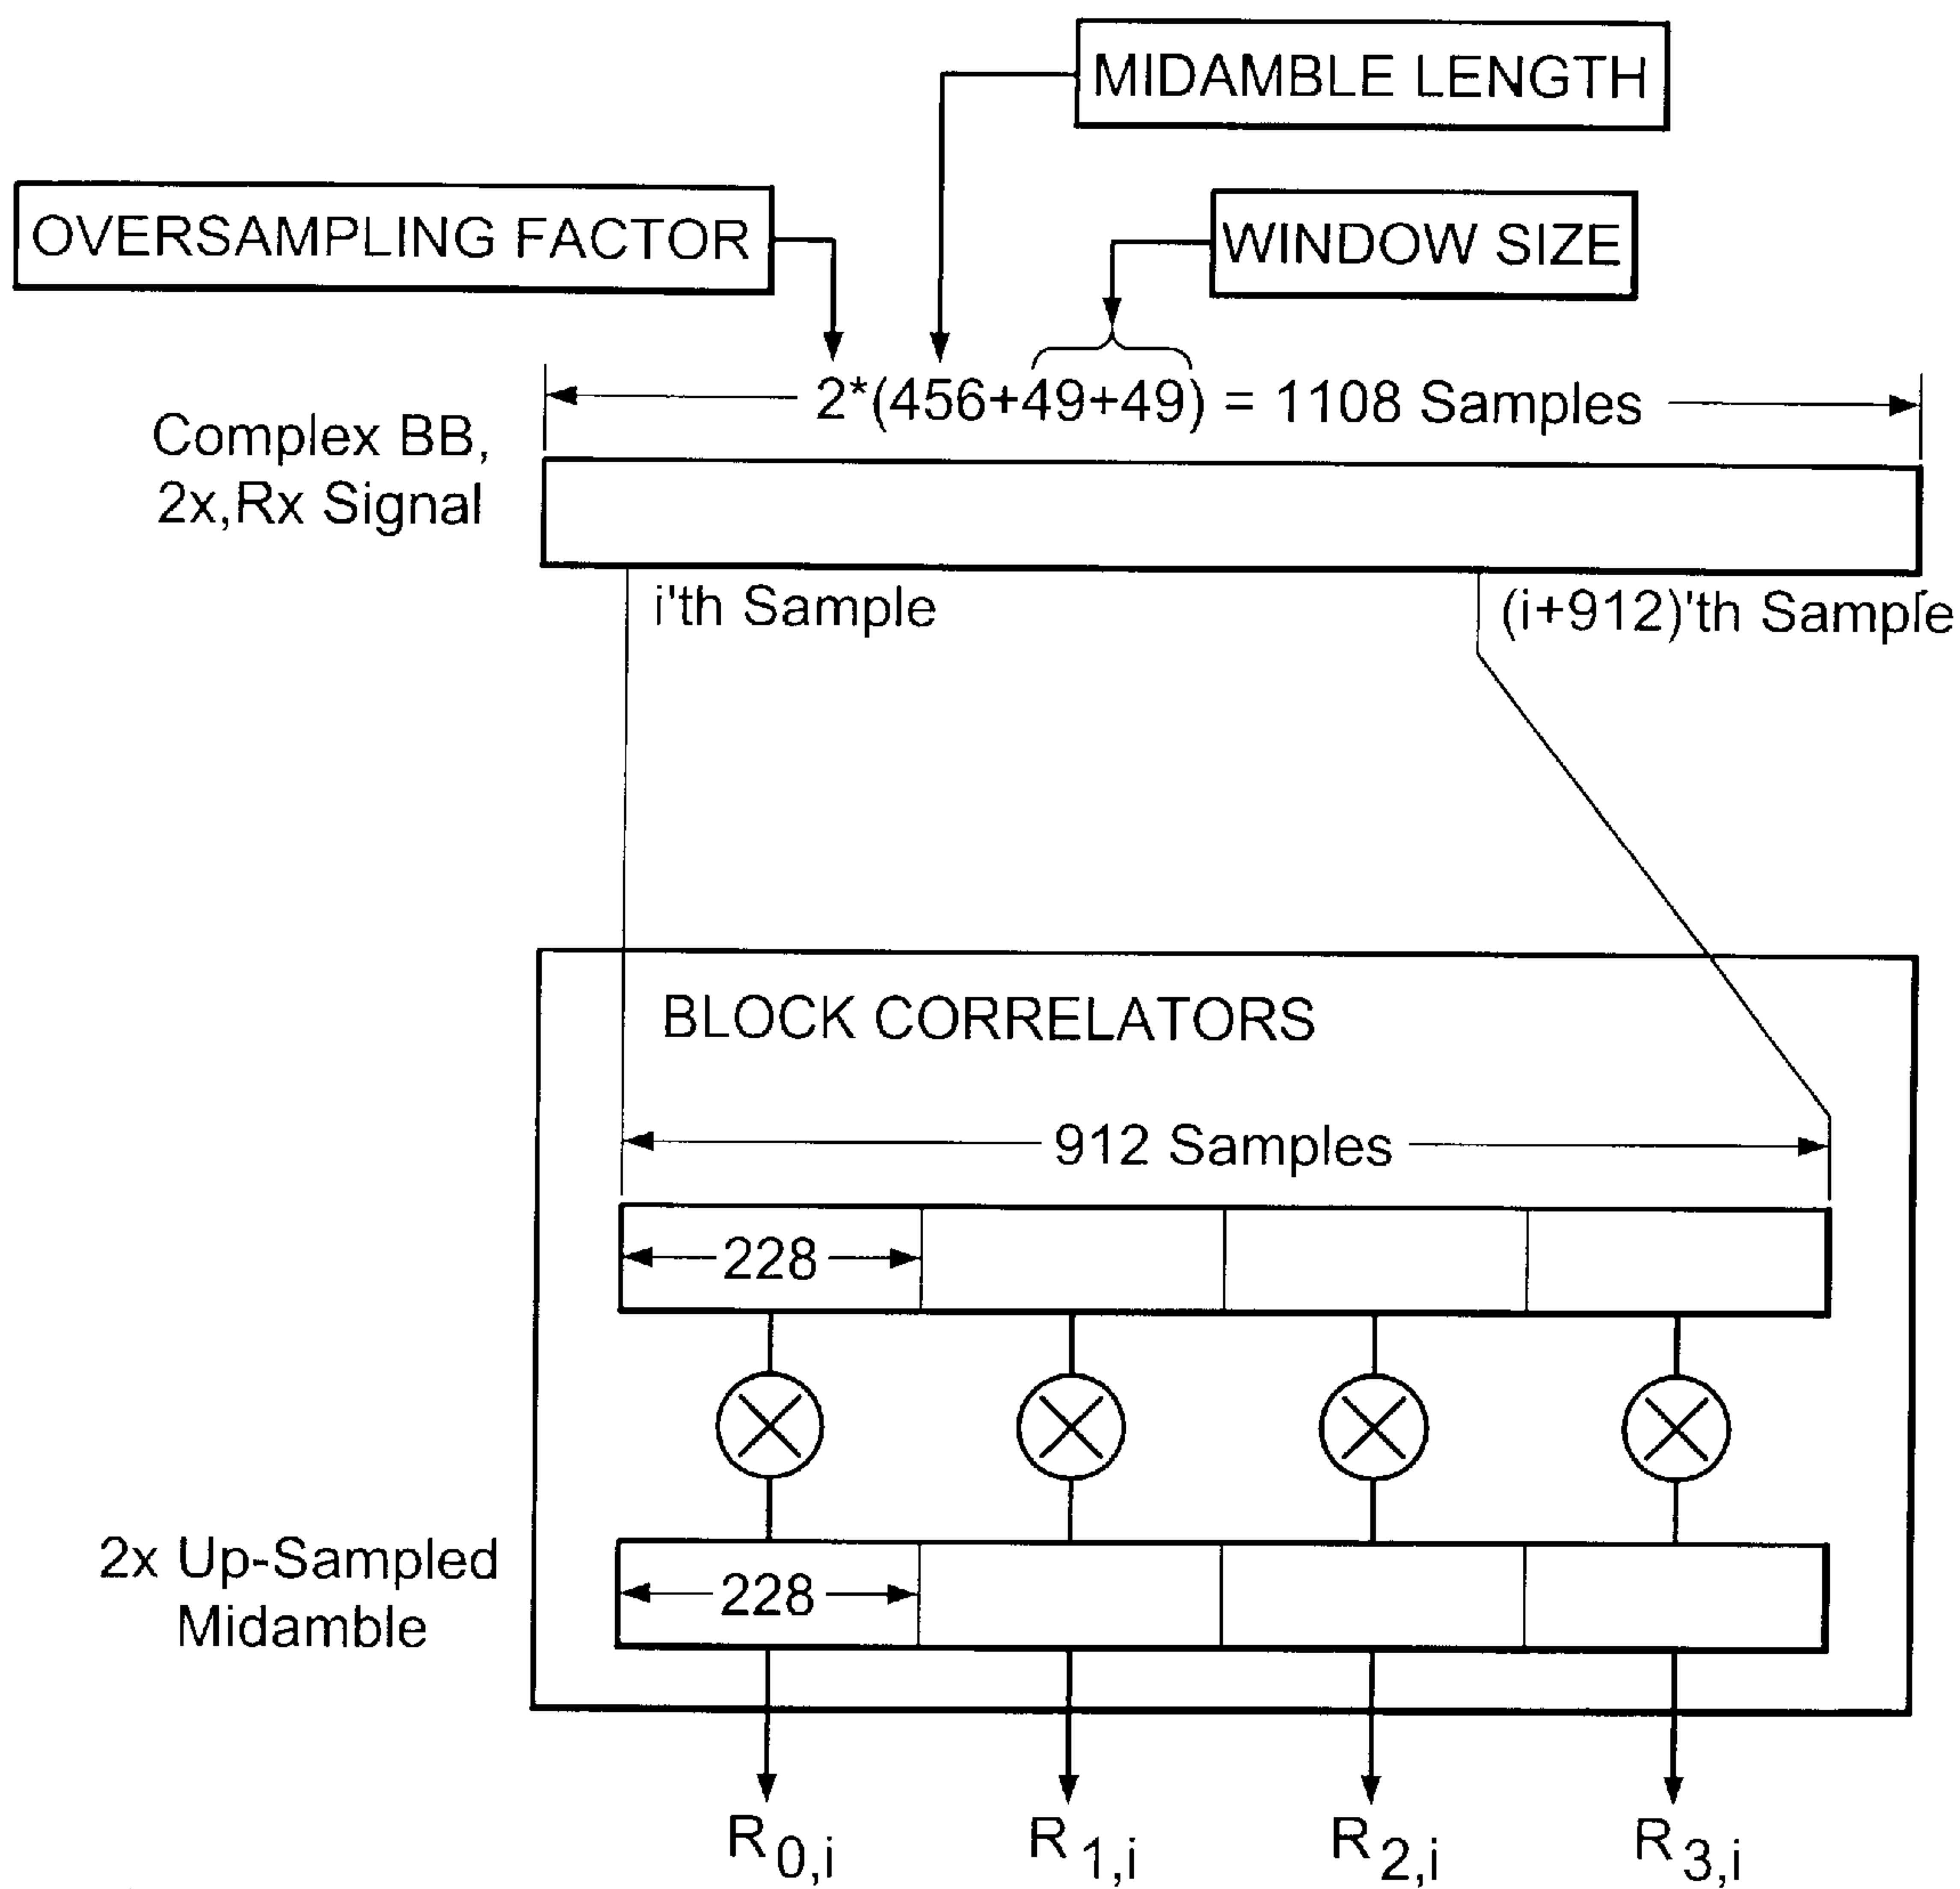 MIDAMBLE LENGTH
OVERSAMPLING FACTOR
WINDOW SIZE
2*(456+49+49) = 1108 Samples
Complex BB,
2x,Rx Signal
i'th Sample
(i+912)'th Sample
BLOCK CORRELATORS
912 Samples
228
2x Up-Sampled
Midamble
228
R0,i
R1,i
R2,i
R3,i